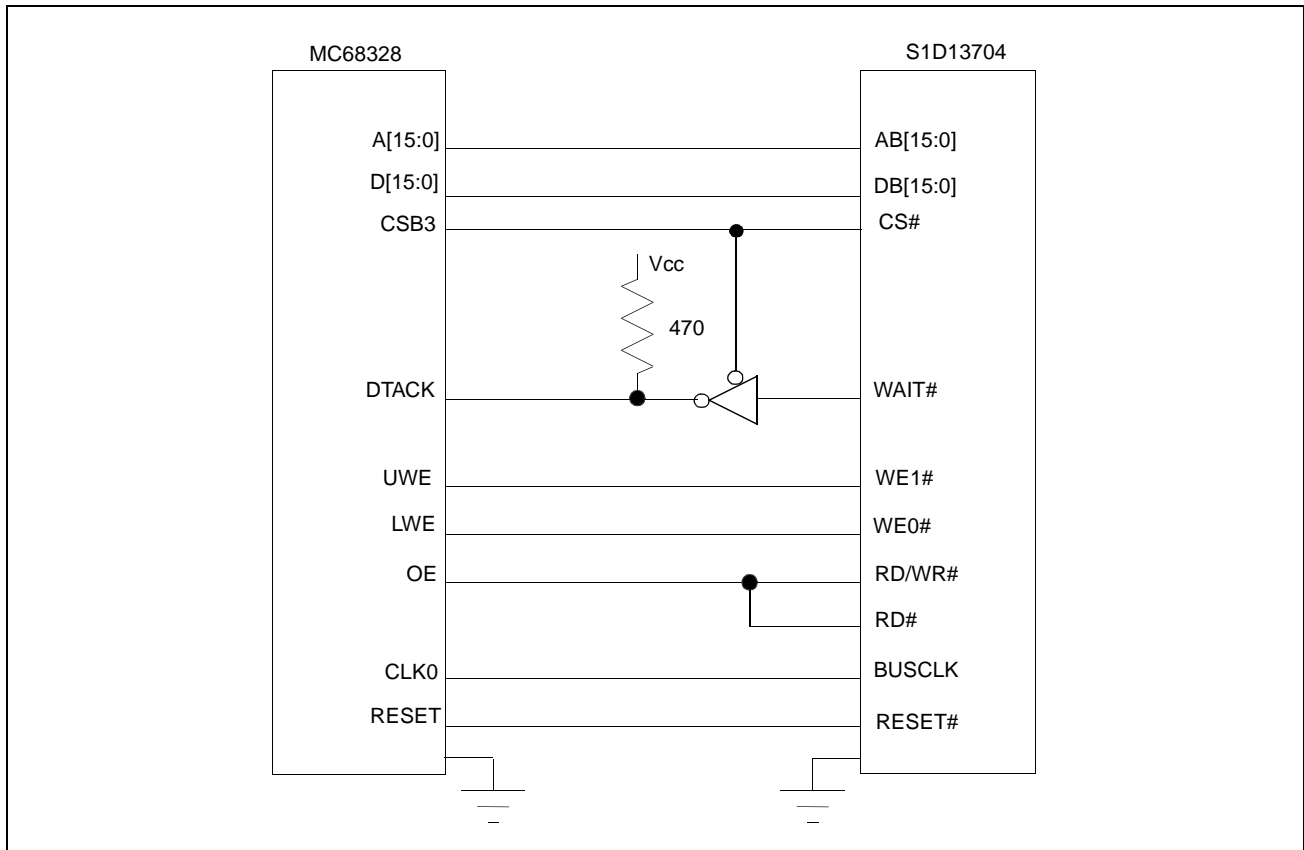 MC68328
S1D13704
A[15:0]
AB[15:0]
D[15:0]
DB[15:0]
CSB3
CS#
Vcc
470
DTACK
WAIT#
UWE
WE1#
LWE
WE0#
OE
RD/WR#
RD#
CLK0
BUSCLK
RESET
RESET#